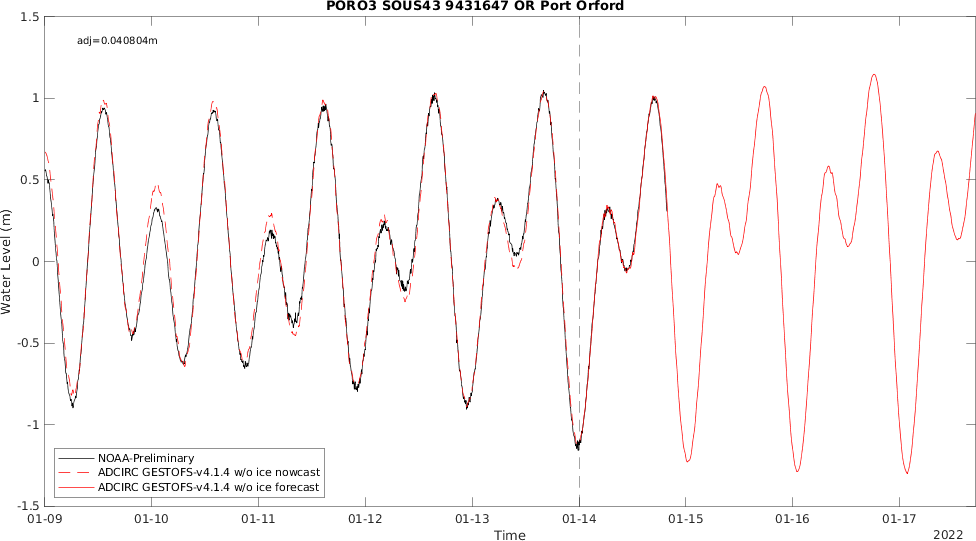 PORO3 SOUS43 9431647 OR Port Orford
adj=0.040804m
1.5
1
0.5
0
-0.5
-1
-1.5
Water Level (m)
NOAA-Preliminary
ADCIRC GESTOFS-v4.1.4 w/o ice nowcast
ADCIRC GESTOFS-v4.1.4 w/o ice forecast
01-09 01-10 01-11 01-12 01-13 01-14 01-15 01-16 01-17
Time
2022